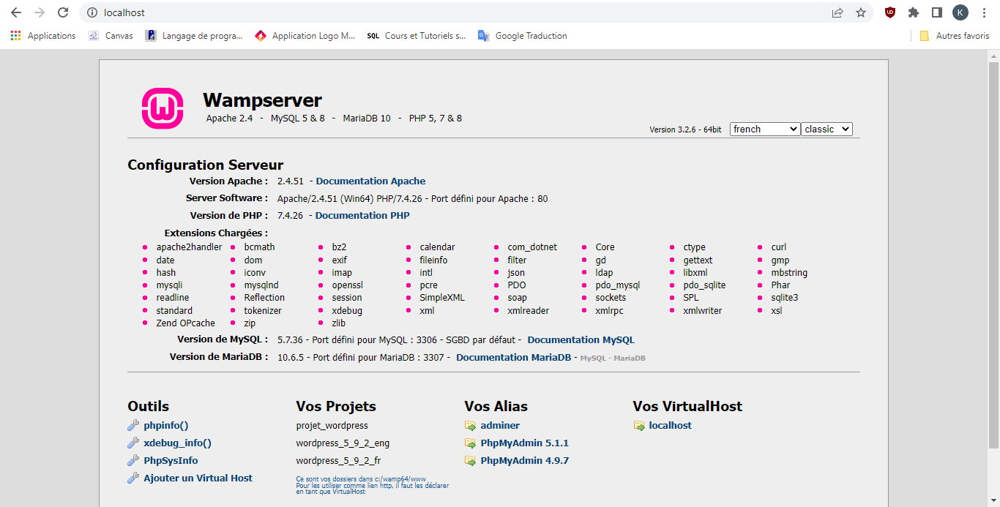 localhost
K
Applications
Canvas
Langage de progra...
Application Logo M...
SQL Cours et Tutoriels s...
Google Traduction
Autres favoris
Wampserver
Apache 2.4 - MySQL 5 & 8 - MariaDB 10 - PHP 5, 7 & 8
Version 3.2.6 - 64bit french classic
Configuration Serveur
Version Apache : 2.4.51 - Documentation Apache
Server Software : Apache/2.4.51 (Win64) PHP/7.4.26 - Port défini pour Apache : 80
Version de PHP : 7.4.26 - Documentation PHP
Extensions Chargées :
apache2handler bcmath bz2 calendar com_dotnet Core ctype curl
date dom exif fileinfo filter gd gettext gmp
hash iconv imap intl json ldap libxml mbstring
mysqli mysqlnd openssl pcre PDO pdo_mysql pdo_sqlite Phar
readline Reflection session SimpleXML soap sockets SPL sqlite3
standard tokenizer xdebug xml xmlreader xmlrpc xmlwriter xsl
Zend OPcache zip zlib
Version de MySQL : 5.7.36 - Port défini pour MySQL : 3306 - SGBD par défaut - Documentation MySQL
Version de MariaDB : 10.6.5 - Port défini pour MariaDB : 3307 - Documentation MariaDB - MySQL - MariaDB
Outils
phpinfo()
xdebug_info()
PhpSysInfo
Ajouter un Virtual Host
Vos Projets
projet_wordpress
wordpress_5_9_2_eng
wordpress_5_9_2_fr
Ce sont vos dossiers dans c:/wamp64/www
Pour les utiliser comme lien http, il faut les déclarer
en tant que VirtualHost
Vos Alias
adminer
PhpMyAdmin 5.1.1
PhpMyAdmin 4.9.7
Vos VirtualHost
localhost